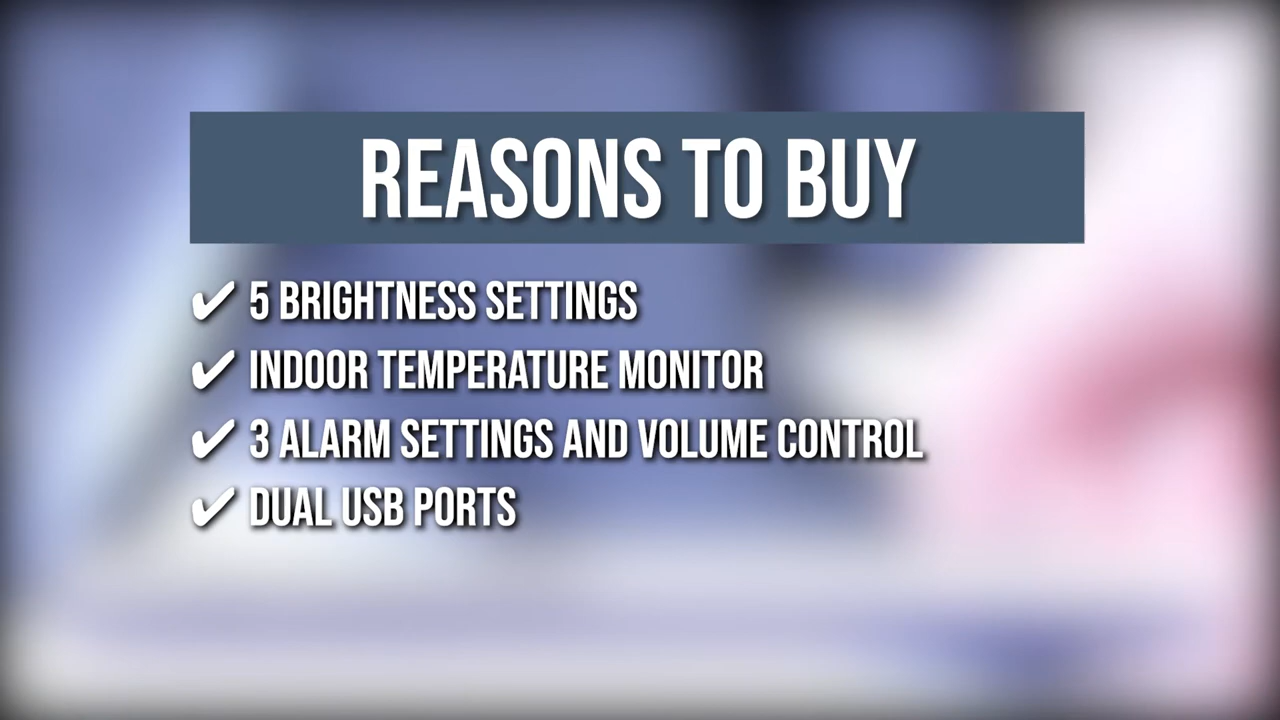 REASONS TO BUY
✔ 5 BRIGHTNESS SETTINGS
✔ INDOOR TEMPERATURE MONITOR
✔ 3 ALARM SETTINGS AND VOLUME CONTROL
✔ DUAL USB PORTS